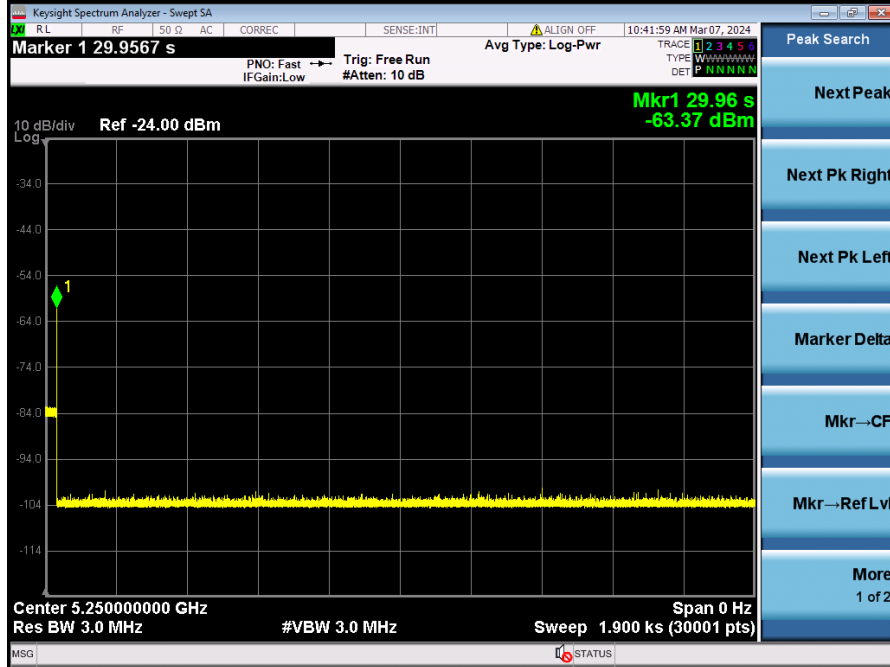 Keysight Spectrum Analyzer - Swept SA
LXI RL RF 50 Ω AC CORREC SENSE:INT ALIGN OFF 10:41:59 AM Mar 07, 2024
Marker 1 29.9567 s
PNO: Fast
IFGain:Low
Trig: Free Run
#Atten: 10 dB
Avg Type: Log-Pwr
TRACE 1 2 3 4 5 6
TYPE WWWWWW
DET P N N N N N
Mkr1 29.96 s
-63.37 dBm
10 dB/div Ref -24.00 dBm
Log
-34.0
-44.0
-54.0
1
-64.0
-74.0
-84.0
-94.0
-104
-114
Center 5.250000000 GHz Span 0 Hz
Res BW 3.0 MHz #VBW 3.0 MHz Sweep 1.900 ks (30001 pts)
MSG STATUS
Peak Search
Next Peak
Next Pk Right
Next Pk Left
Marker Delta
Mkr→CF
Mkr→Ref Lvl
More
1 of 2